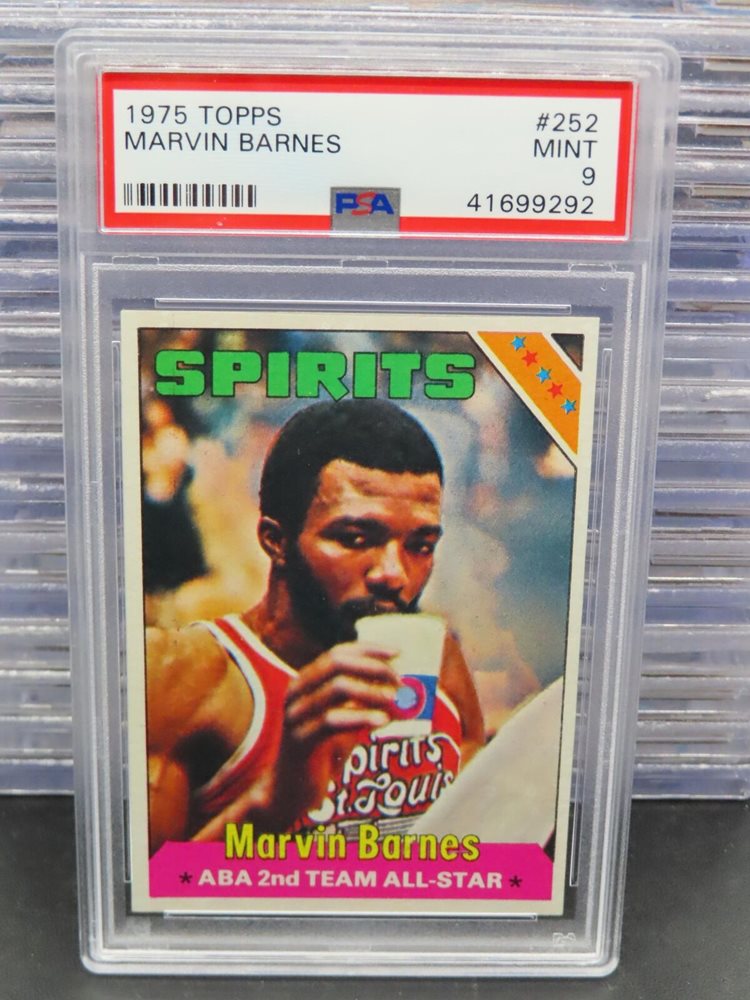 1975 TOPPS #252
MARVIN BARNES MINT
9
PSA 41699292
SPIRITS
pirits
St. Louis
Marvin Barnes
* ABA 2nd TEAM ALL-STAR *